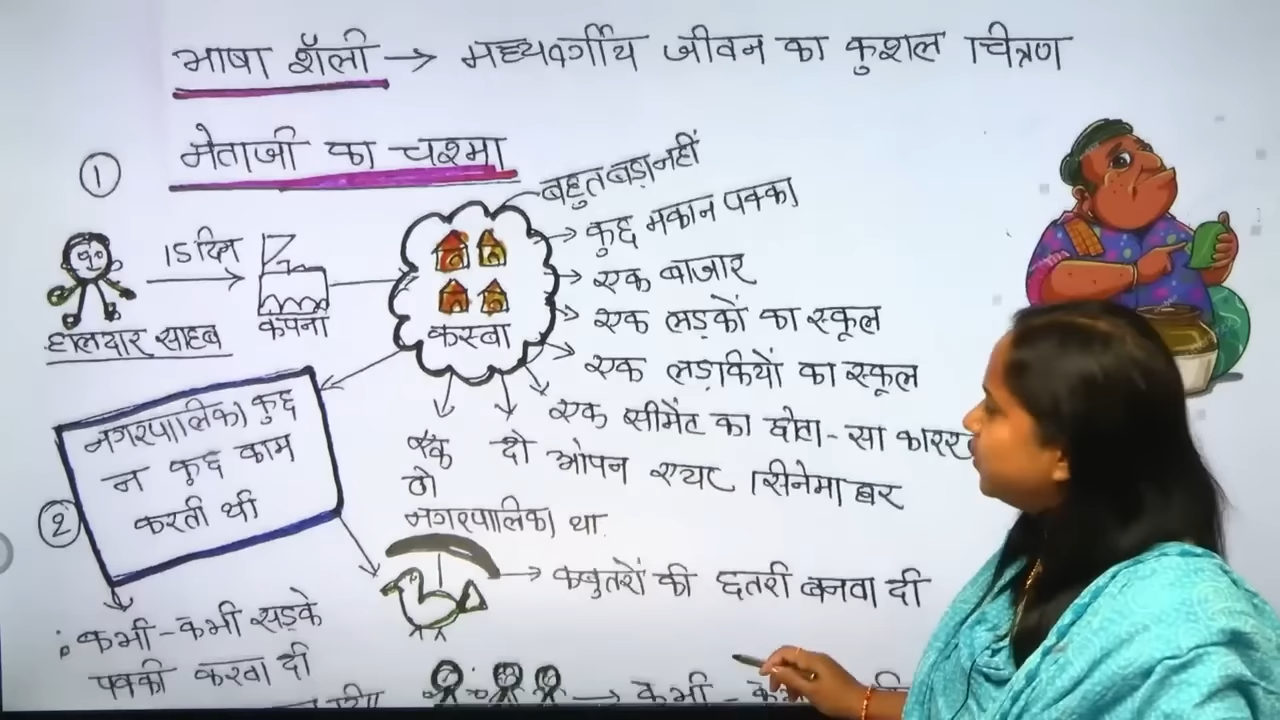 भाषा शैली → मध्यवर्गीय जीवन का कुशल चित्रण
① नेताजी का चश्मा
बहुत बड़ा नहीं
कुछ मकान पक्का
एक बाजार
एक लड़कों का स्कूल
एक लड़कियों का स्कूल
एक सीमेंट का छोटा-सा कारर
दो ओपन एयर सिनेमा घर
एक
ठो
नगरपालिका था.
15 दिन
हालदार साहब
कंपनी
कस्बा
② नगरपालिका कुछ
न कुछ काम
करती थी
कबुतरों की छतरी बनवा दी
कभी-कभी सड़के
पक्की करवा दी
कभी -